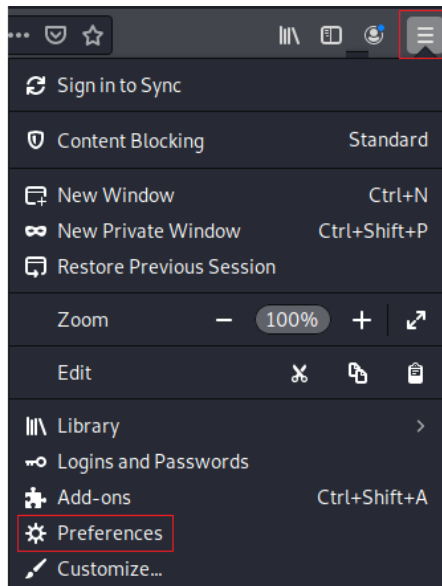 Sign in to Sync
Content Blocking Standard
New Window Ctrl+N
New Private Window Ctrl+Shift+P
Restore Previous Session
Zoom 100%
Edit
Library
Logins and Passwords
Add-ons Ctrl+Shift+A
Preferences
Customize...